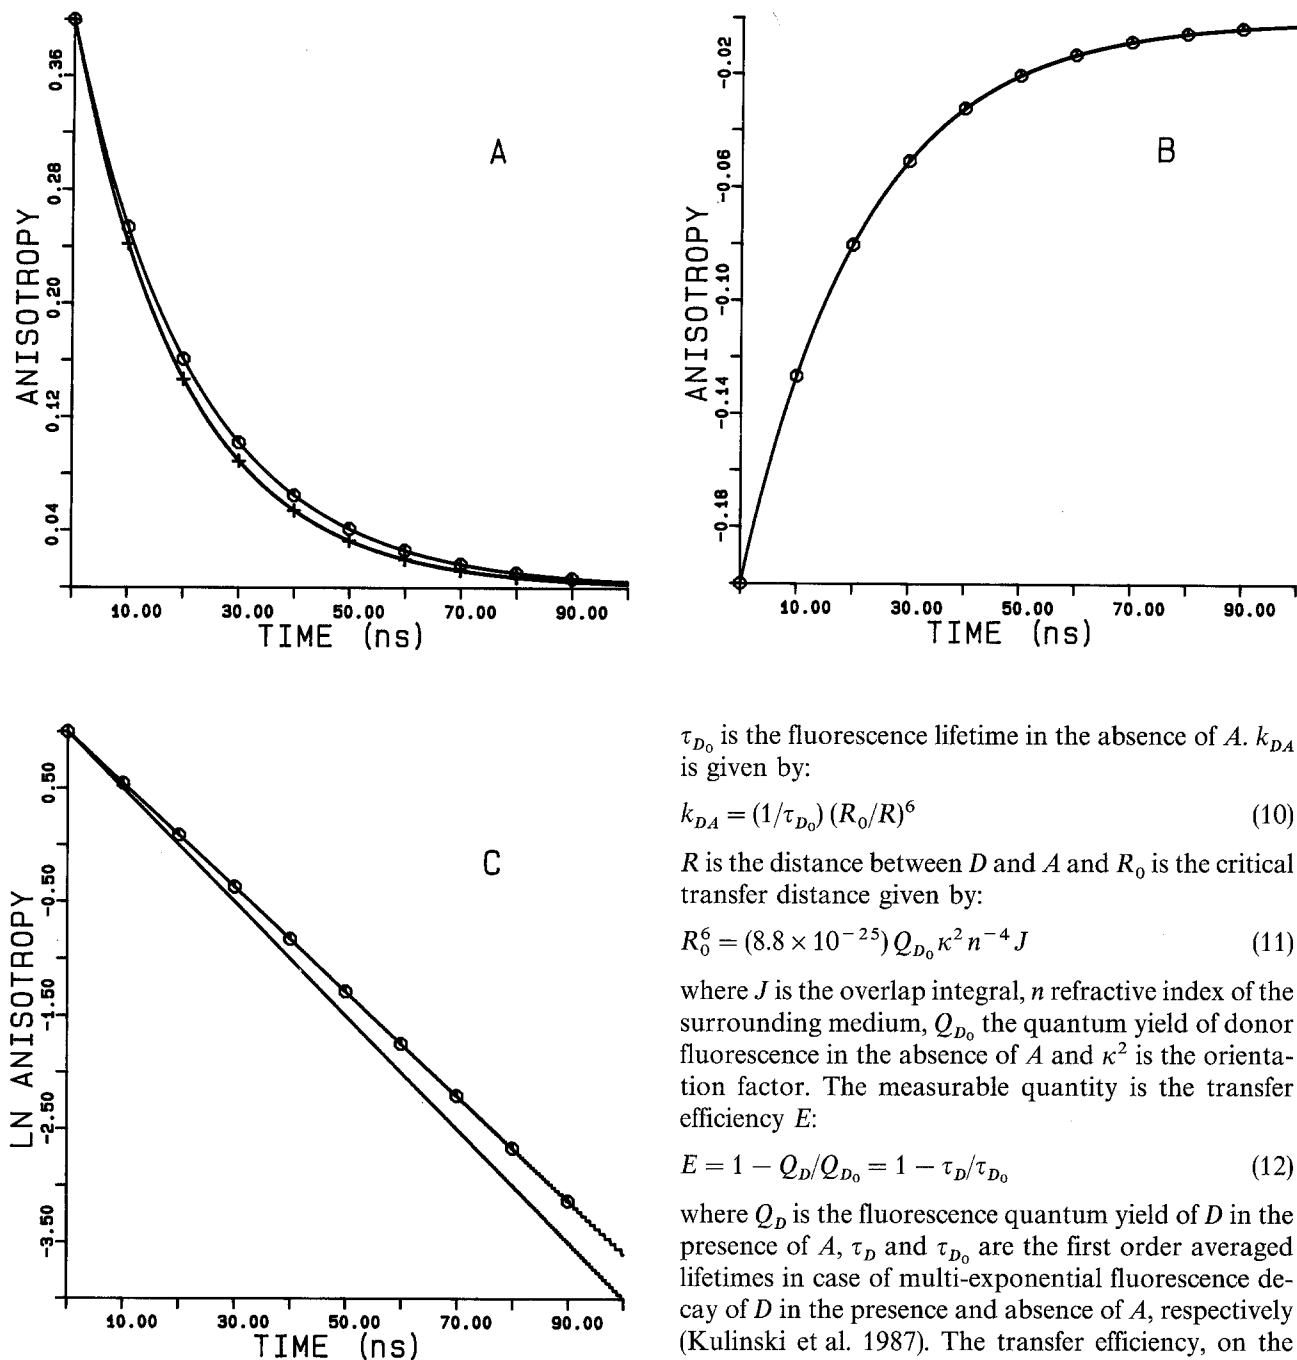 0.36
0.28
0.20
0.12
0.04
ANISOTROPY
A
10.00 30.00 50.00 70.00 90.00
TIME (ns)
-0.02
-0.06
-0.10
-0.14
-0.18
ANISOTROPY
B
10.00 30.00 50.00 70.00 90.00
TIME (ns)
0.50
-0.50
-1.50
-2.50
-3.50
LN ANISOTROPY
C
10.00 30.00 50.00 70.00 90.00
TIME (ns)
τ_{D_0} is the fluorescence lifetime in the absence of A. k_{DA}
is given by:
k_{DA} = (1/τ_{D_0}) (R_0/R)^6 (10)
R is the distance between D and A and R_0 is the critical
transfer distance given by:
R_0^6 = (8.8 × 10^{-25}) Q_{D_0} κ^2 n^{-4} J (11)
where J is the overlap integral, n refractive index of the
surrounding medium, Q_{D_0} the quantum yield of donor
fluorescence in the absence of A and κ^2 is the orienta-
tion factor. The measurable quantity is the transfer
efficiency E:
E = 1 − Q_D/Q_{D_0} = 1 − τ_D/τ_{D_0} (12)
where Q_D is the fluorescence quantum yield of D in the
presence of A, τ_D and τ_{D_0} are the first order averaged
lifetimes in case of multi-exponential fluorescence de-
cay of D in the presence and absence of A, respectively
(Kulinski et al. 1987). The transfer efficiency, on the